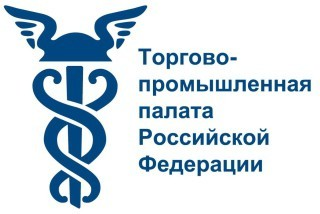 Торгово-
промышленная
палата
Российской
Федерации